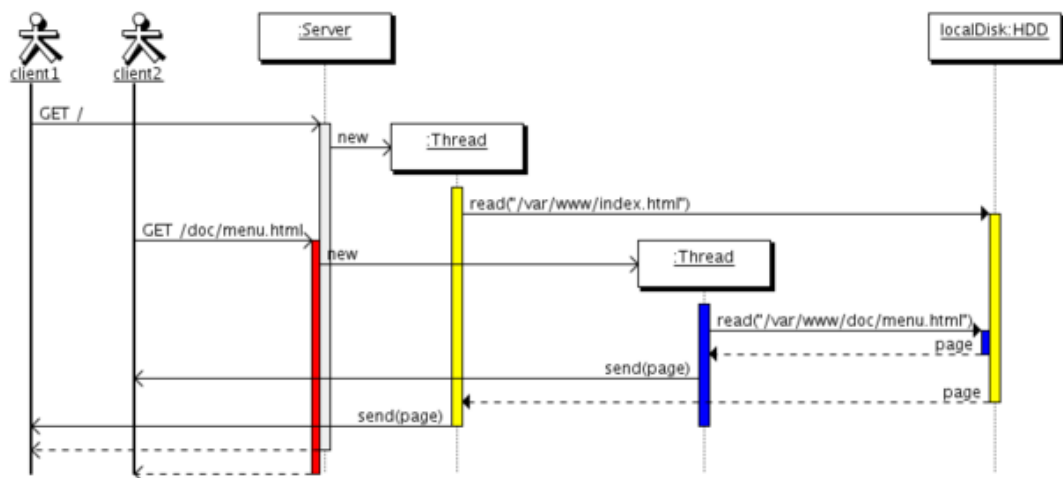 :Server
localDisk:HDD
client1
client2
GET /
new
:Thread
read("/var/www/index.html")
GET /doc/menu.html
new
:Thread
read("/var/www/doc/menu.html")
page
send(page)
page
send(page)